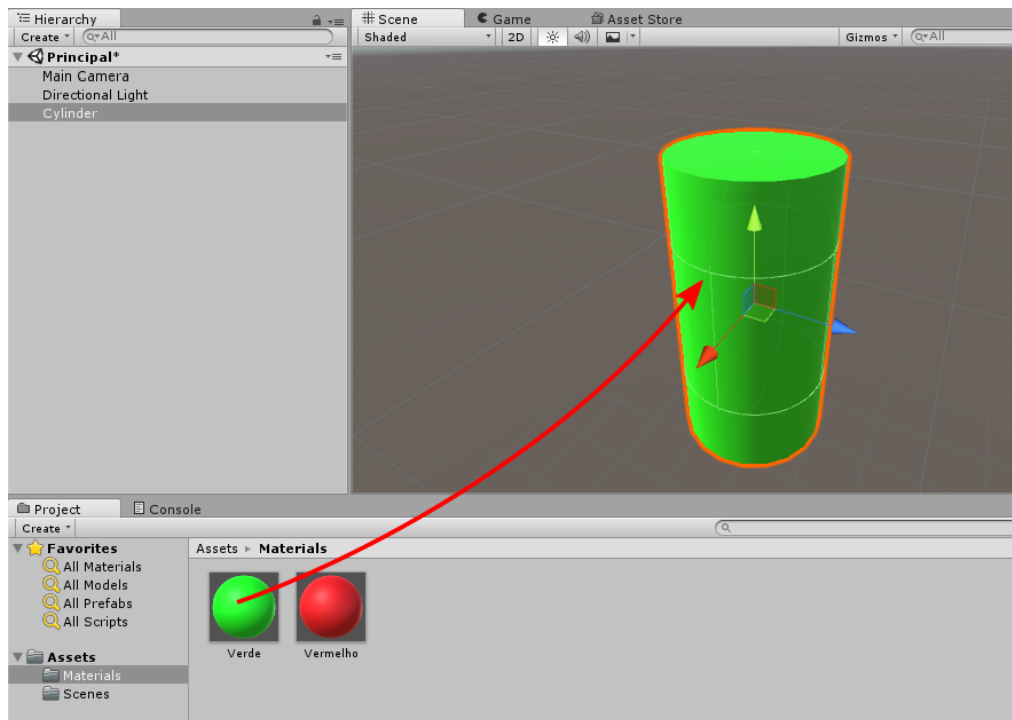 Hierarchy
Create All
Principal*
Main Camera
Directional Light
Cylinder
Scene Game Asset Store
Shaded 2D Gizmos All
Project Console
Create
Favorites
All Materials
All Models
All Prefabs
All Scripts
Assets
Materials
Scenes
Assets Materials
Verde Vermelho